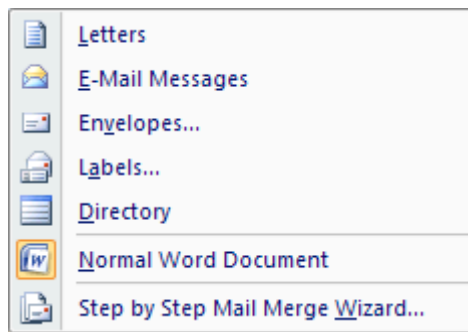 Letters
E-Mail Messages
Envelopes...
Labels...
Directory
Normal Word Document
Step by Step Mail Merge Wizard...